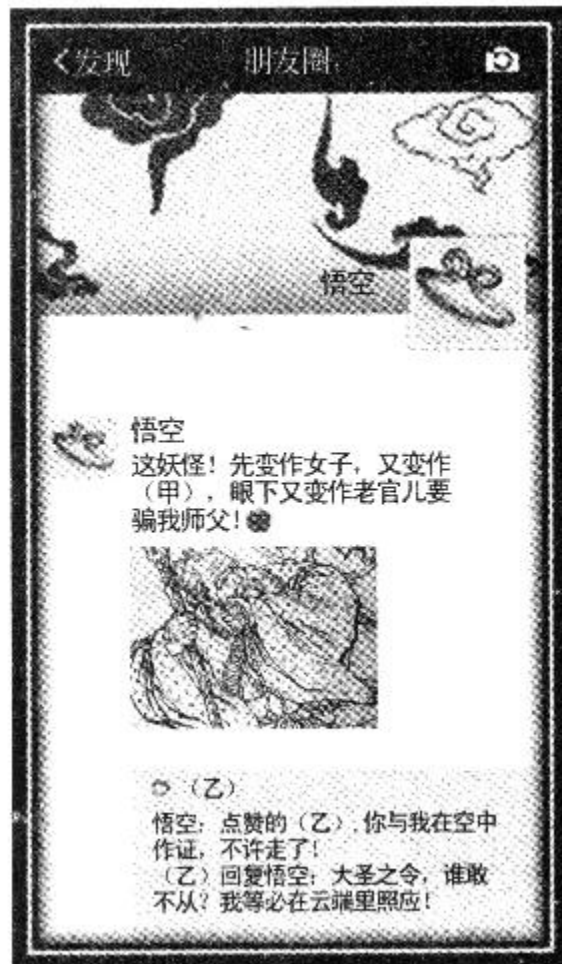 发现 朋友圈
悟空
悟空
这妖怪！先变作女子，又变作
（甲），眼下又变作老官儿要
骗我师父！
（乙）
悟空：点赞的（乙），你与我在空中
作证，不许走了！
（乙）回复悟空：大圣之令，谁敢
不从？我等必在云端里照应！